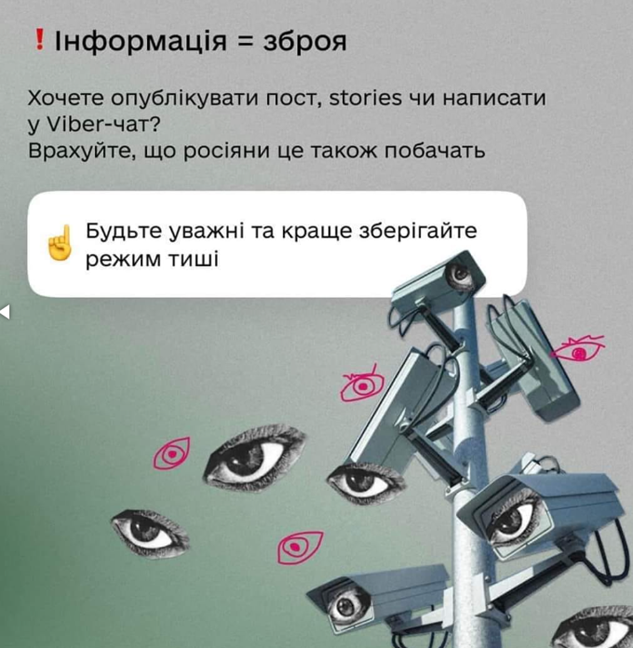 ❗Інформація = зброя
Хочете опублікувати пост, stories чи написати
у Viber-чат?
Врахуйте, що росіяни це також побачать
☝️ Будьте уважні та краще зберігайте
режим тиші